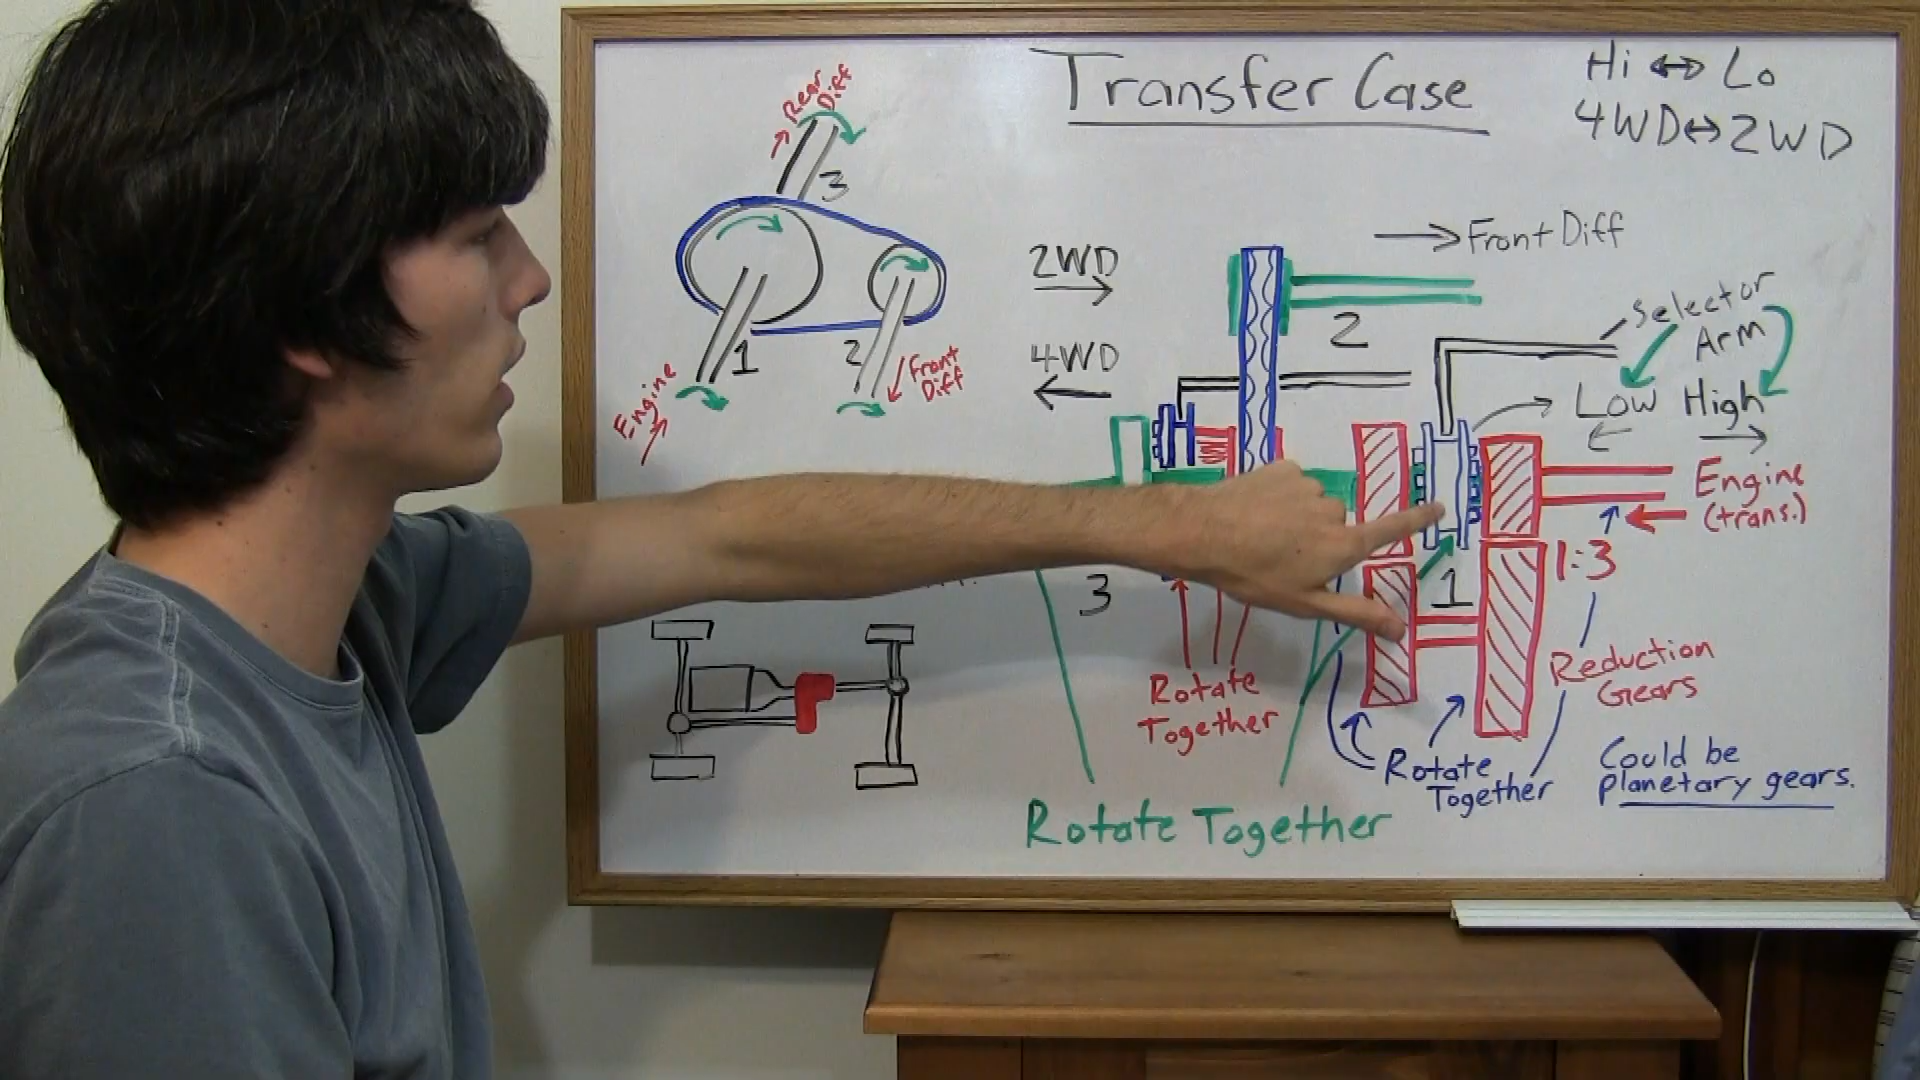 Transfer Case
Hi ↔ Lo
4WD↔2WD
Rear
Diff
3
1
2
Engine
Front
Diff
2WD
4WD
Front Diff
2
Selector
Arm
Low High
Engine
(trans.)
1:3
1
3
Rotate
Together
Reduction
Gears
Rotate
Together
Could be
planetary gears.
Rotate Together